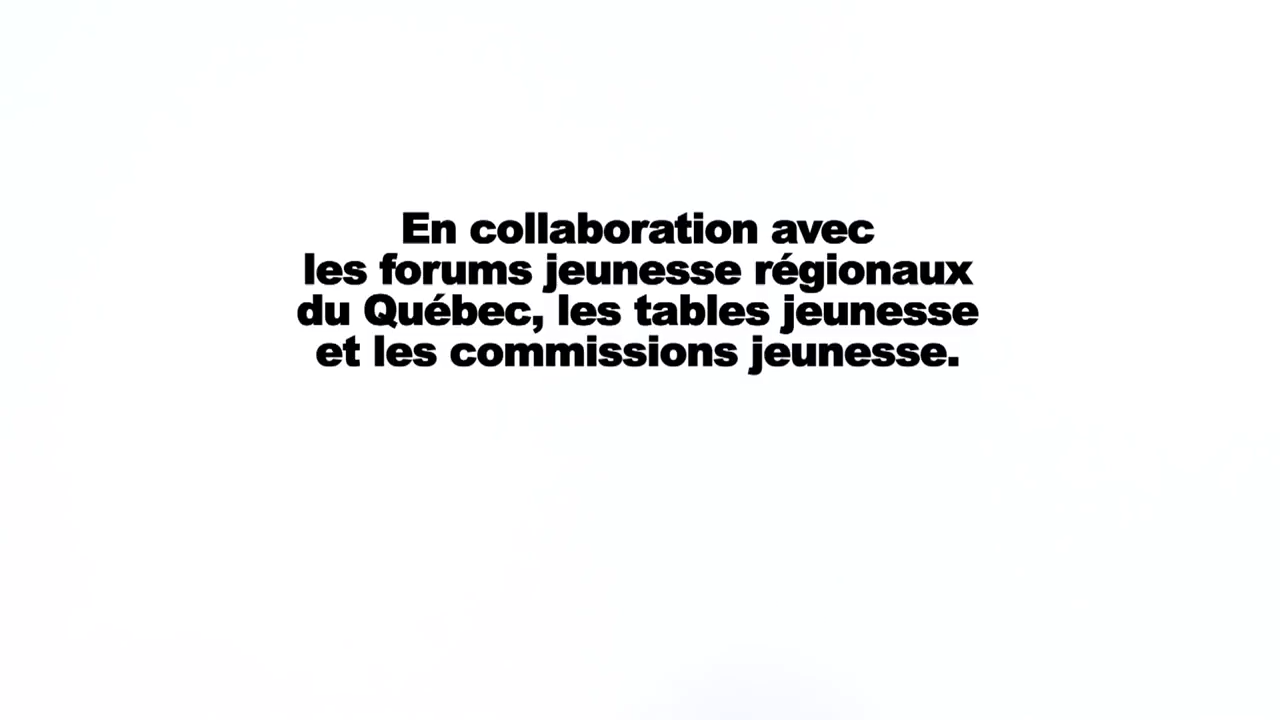 En collaboration avec
les forums jeunesse régionaux
du Québec, les tables jeunesse
et les commissions jeunesse.